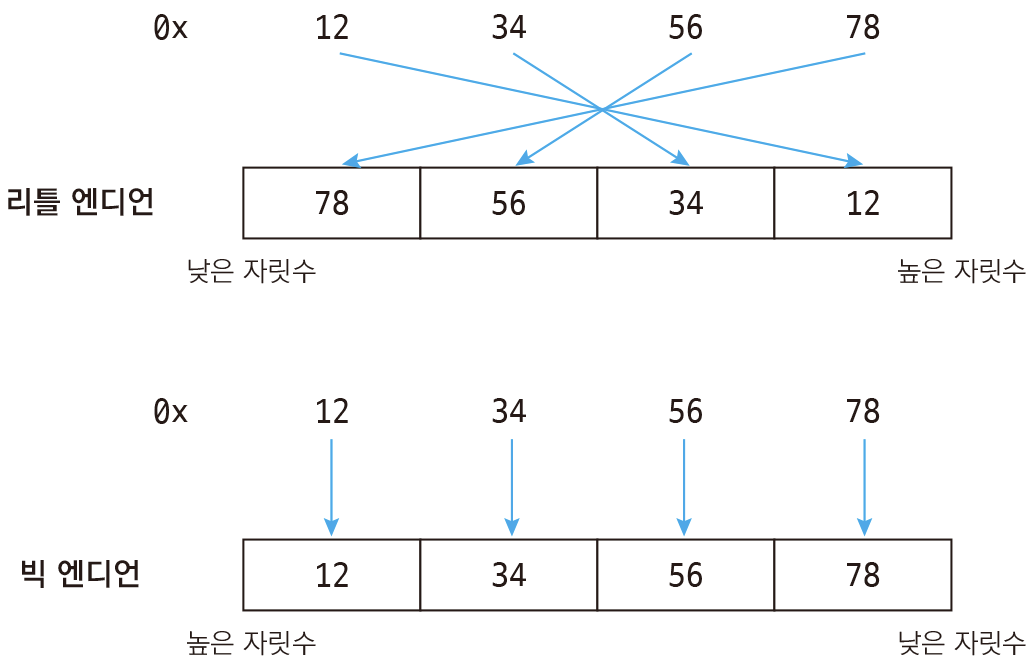 0x 12 34 56 78
리틀 엔디언 78 56 34 12
낮은 자릿수 높은 자릿수
0x 12 34 56 78
빅 엔디언 12 34 56 78
높은 자릿수 낮은 자릿수